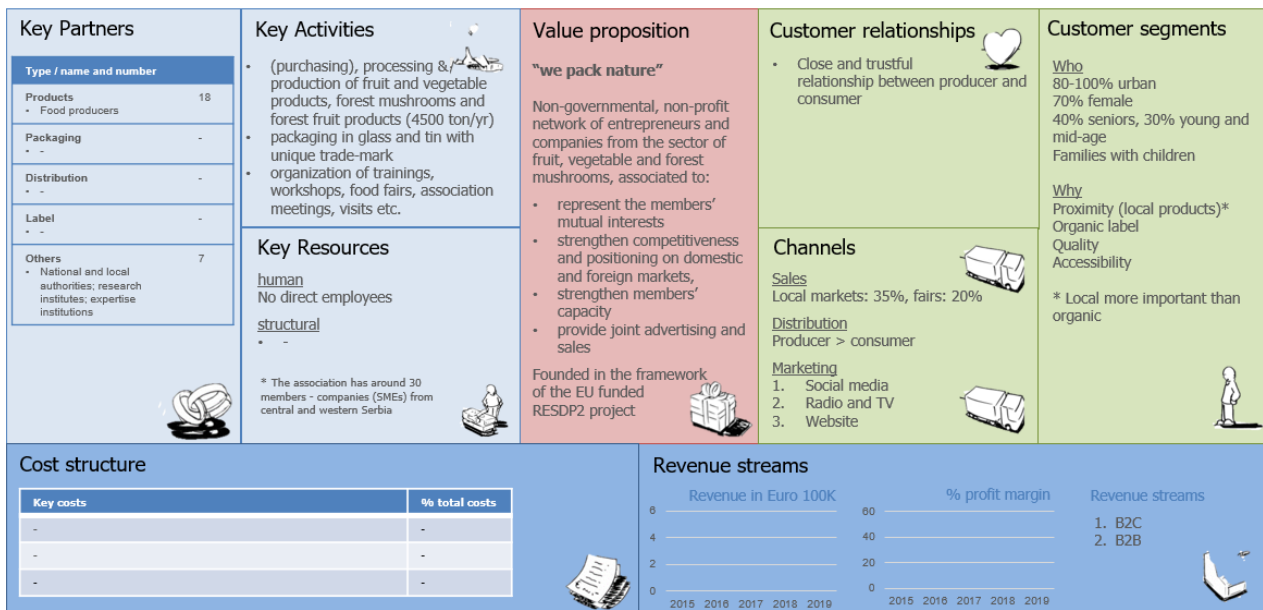 Key Partners
Type / name and number
Products 18
• Food producers
Packaging -
• -
Distribution -
• -
Label -
• -
Others 7
• National and local
authorities; research
institutes; expertise
institutions
Key Activities
• (purchasing), processing &
production of fruit and vegetable
products, forest mushrooms and
forest fruit products (4500 ton/yr)
• packaging in glass and tin with
unique trade-mark
• organization of trainings,
workshops, food fairs, association
meetings, visits etc.
Key Resources
human
No direct employees
structural
• -
* The association has around 30
members - companies (SMEs) from
central and western Serbia
Value proposition
"we pack nature"
Non-governmental, non-profit
network of entrepreneurs and
companies from the sector of
fruit, vegetable and forest
mushrooms, associated to:
• represent the members'
mutual interests
• strengthen competitiveness
and positioning on domestic
and foreign markets,
• strengthen members'
capacity
• provide joint advertising and
sales
Founded in the framework
of the EU funded
RESDP2 project
Customer relationships
• Close and trustful
relationship between producer and
consumer
Channels
Sales
Local markets: 35%, fairs: 20%
Distribution
Producer > consumer
Marketing
1. Social media
2. Radio and TV
3. Website
Customer segments
Who
80-100% urban
70% female
40% seniors, 30% young and
mid-age
Families with children
Why
Proximity (local products)*
Organic label
Quality
Accessibility
* Local more important than
organic
Cost structure
Key costs % total costs
- -
- -
- -
Revenue streams
Revenue in Euro 100K
6
4
2
0
2015 2016 2017 2018 2019
% profit margin
60
40
20
0
2015 2016 2017 2018 2019
Revenue streams
1. B2C
2. B2B